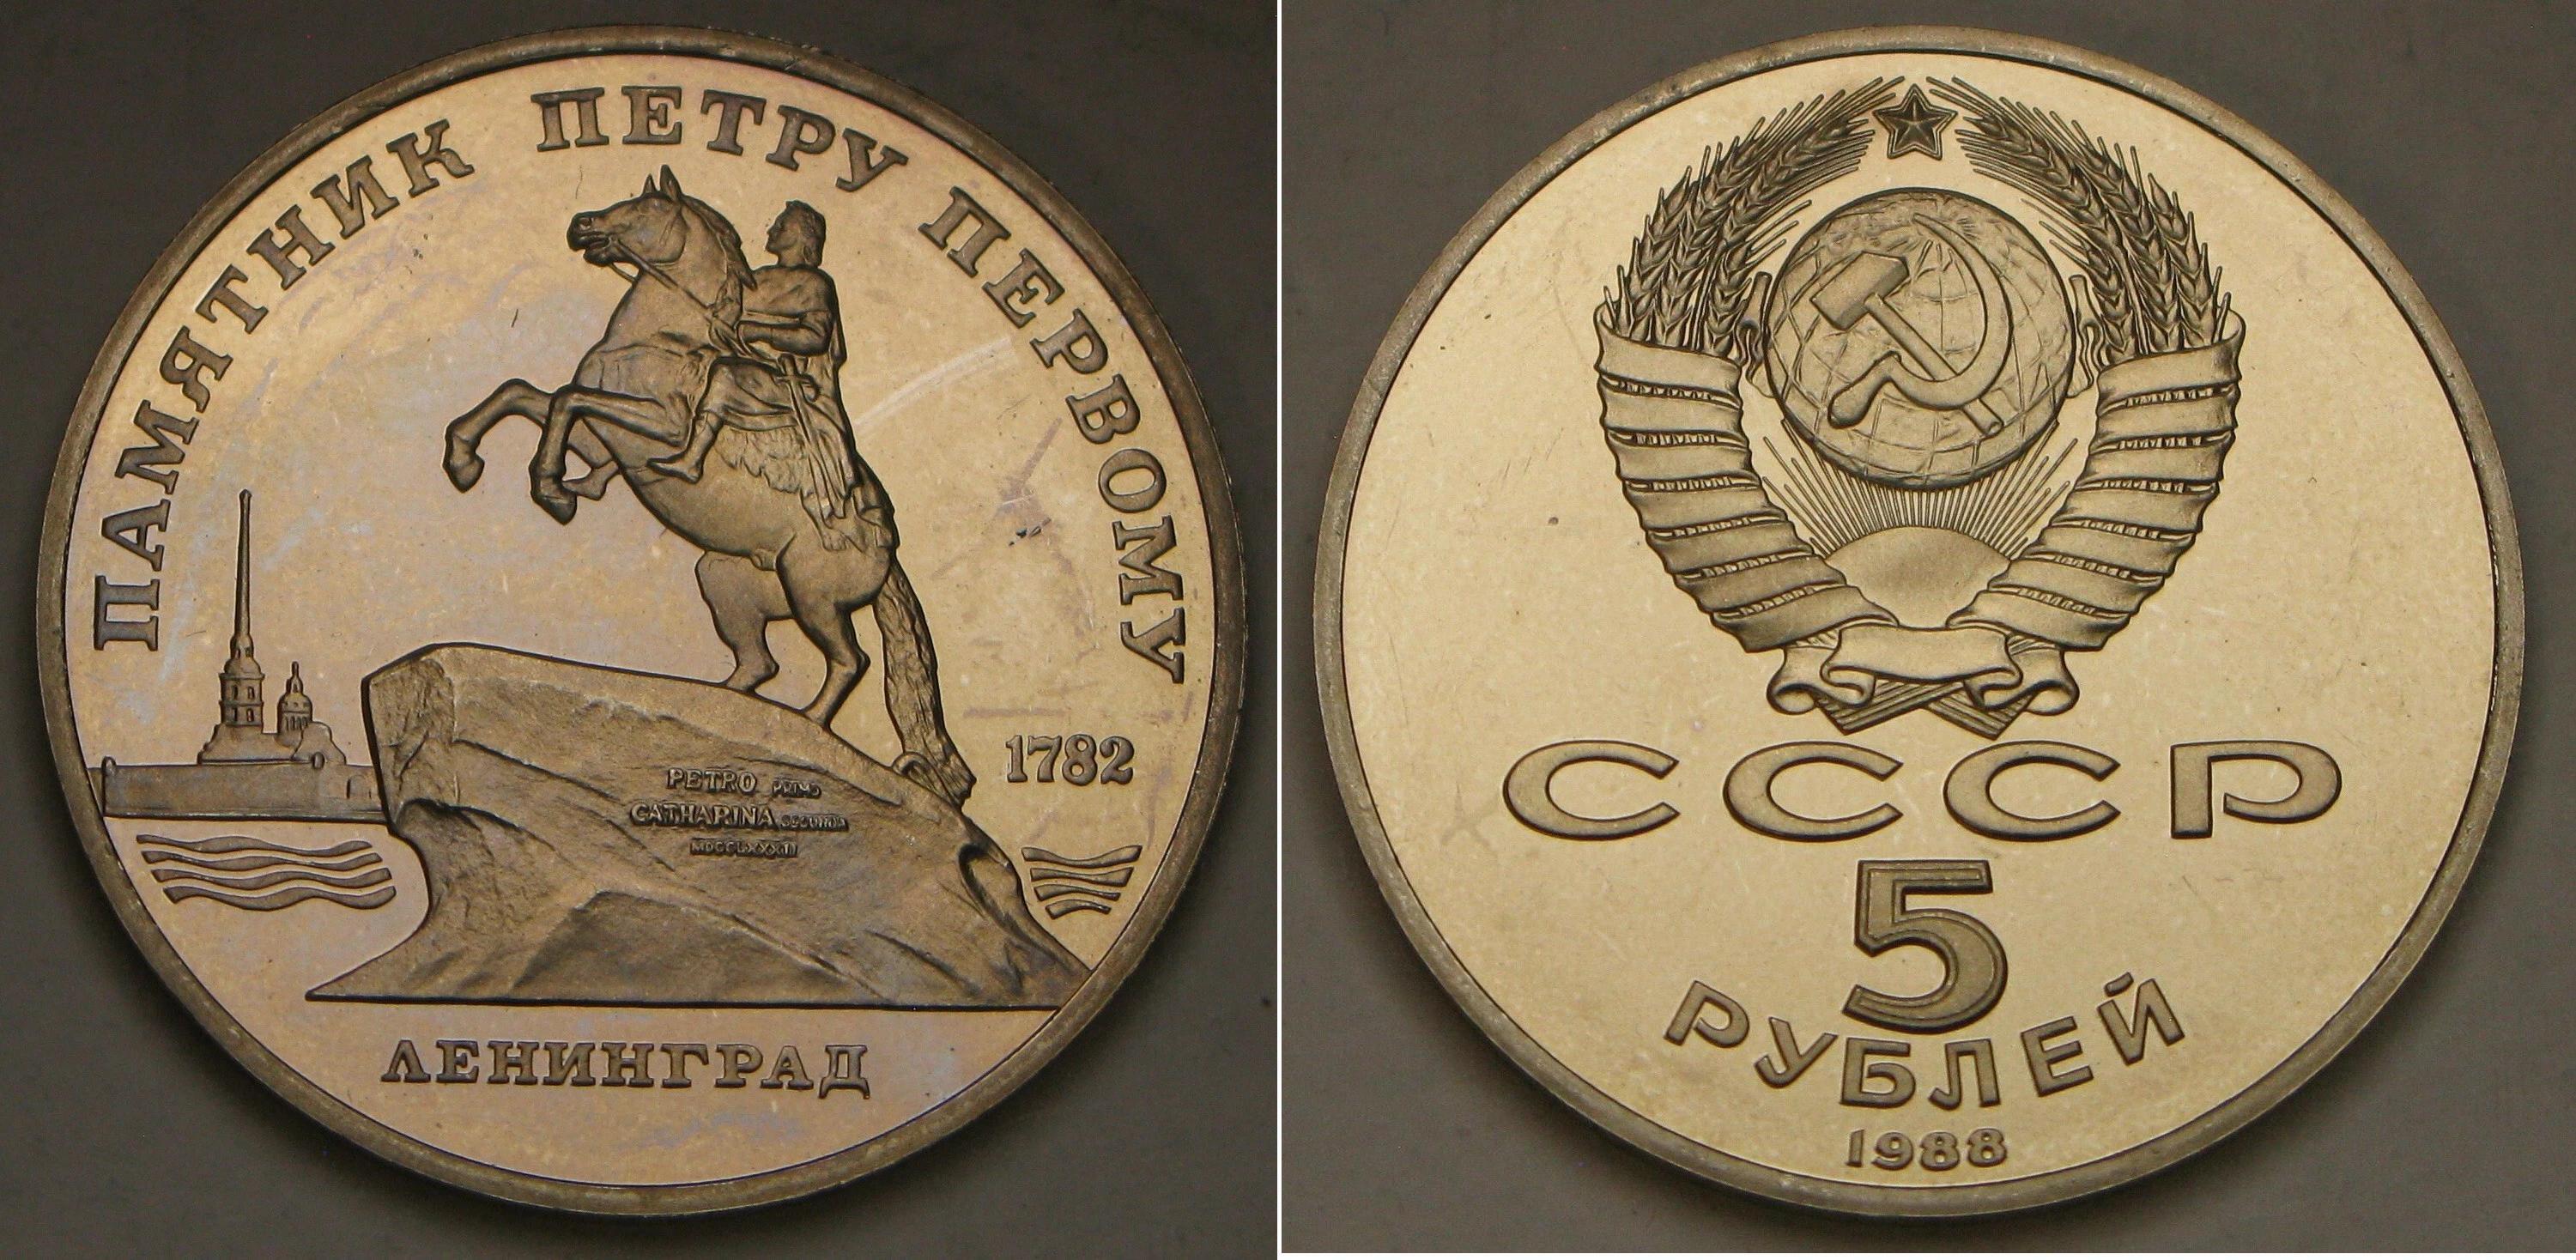 ПАМЯТНИК ПЕТРУ ПЕРВОМУ
1782
PETRO PRIMO
CATHARINA SECUNDA
MDCCLXXXII
ЛЕНИНГРАД
СССР
5
РУБЛЕЙ
1988